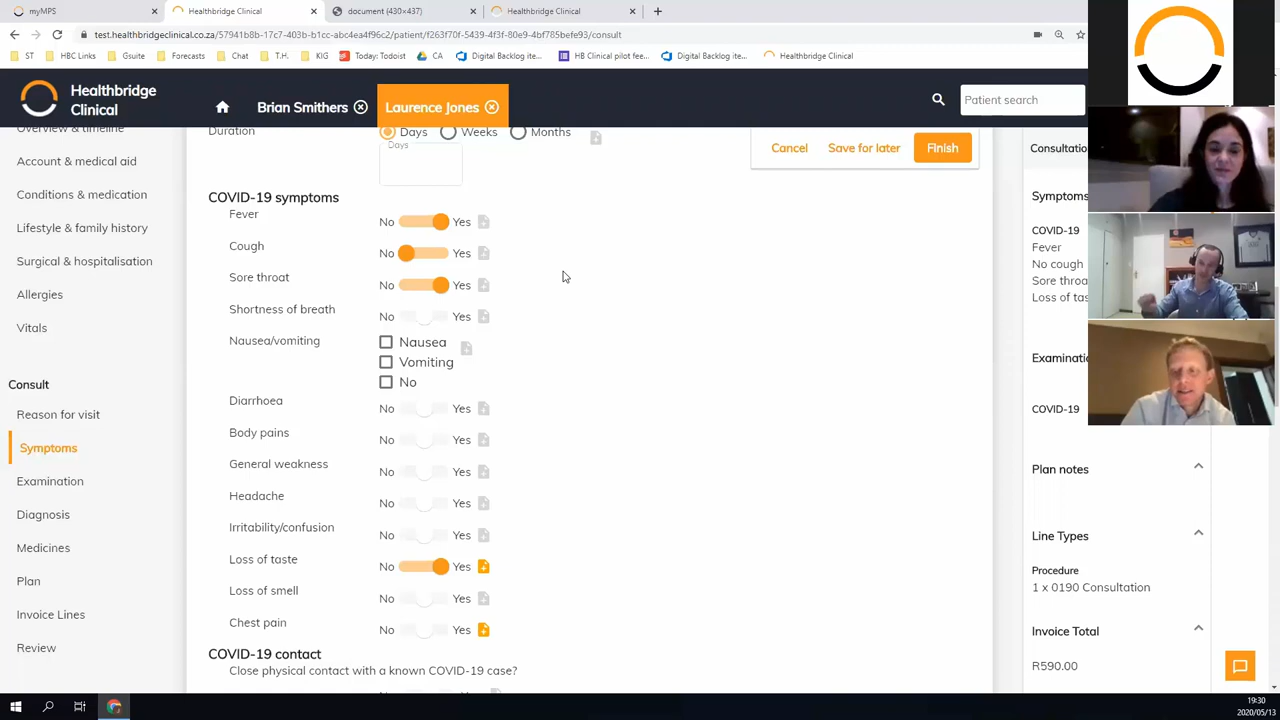 myMPS
Healthbridge Clinical
document (430×437)
Healthbridge Clinical
test.healthbridgeclinical.co.za/57941b8b-17c7-403b-b1cc-abc4ea4f96c2/patient/f263f70f-5439-4f3f-80e9-4bf785befe93/consult
ST
HBC Links
Gsuite
Forecasts
Chat
T.H.
KIG
Today: Todoist
CA
Digital Backlog ite...
HB Clinical pilot fee...
Digital Backlog ite...
Healthbridge Clinical
Healthbridge
Clinical
Brian Smithers
Laurence Jones
Patient search
Overview & timeline
Account & medical aid
Conditions & medication
Lifestyle & family history
Surgical & hospitalisation
Allergies
Vitals
Consult
Reason for visit
Symptoms
Examination
Diagnosis
Medicines
Plan
Invoice Lines
Review
Duration
Days
Weeks
Months
Days
Cancel
Save for later
Finish
COVID-19 symptoms
Fever
No Yes
Cough
No Yes
Sore throat
No Yes
Shortness of breath
No Yes
Nausea/vomiting
Nausea
Vomiting
No
Diarrhoea
No Yes
Body pains
No Yes
General weakness
No Yes
Headache
No Yes
Irritability/confusion
No Yes
Loss of taste
No Yes
Loss of smell
No Yes
Chest pain
No Yes
COVID-19 contact
Close physical contact with a known COVID-19 case?
Consultatio
Symptoms
COVID-19
Fever
No cough
Sore throa
Loss of tas
Examinatio
COVID-19
Plan notes
Line Types
Procedure
1 x 0190 Consultation
Invoice Total
R590.00
19:30
2020/05/13